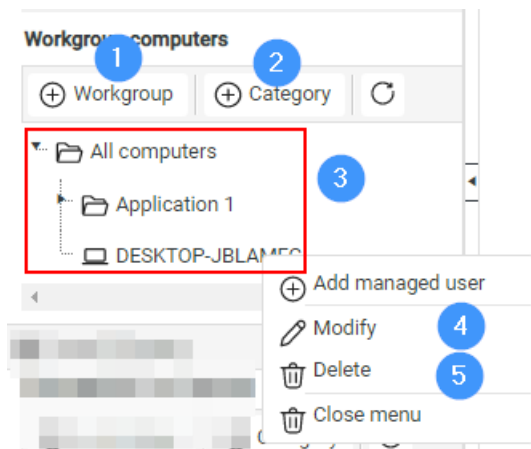 Workgroup computers
1
2
Workgroup
Category
All computers
3
Application 1
DESKTOP-JBLAMEC
Add managed user
Modify
4
Delete
5
Close menu